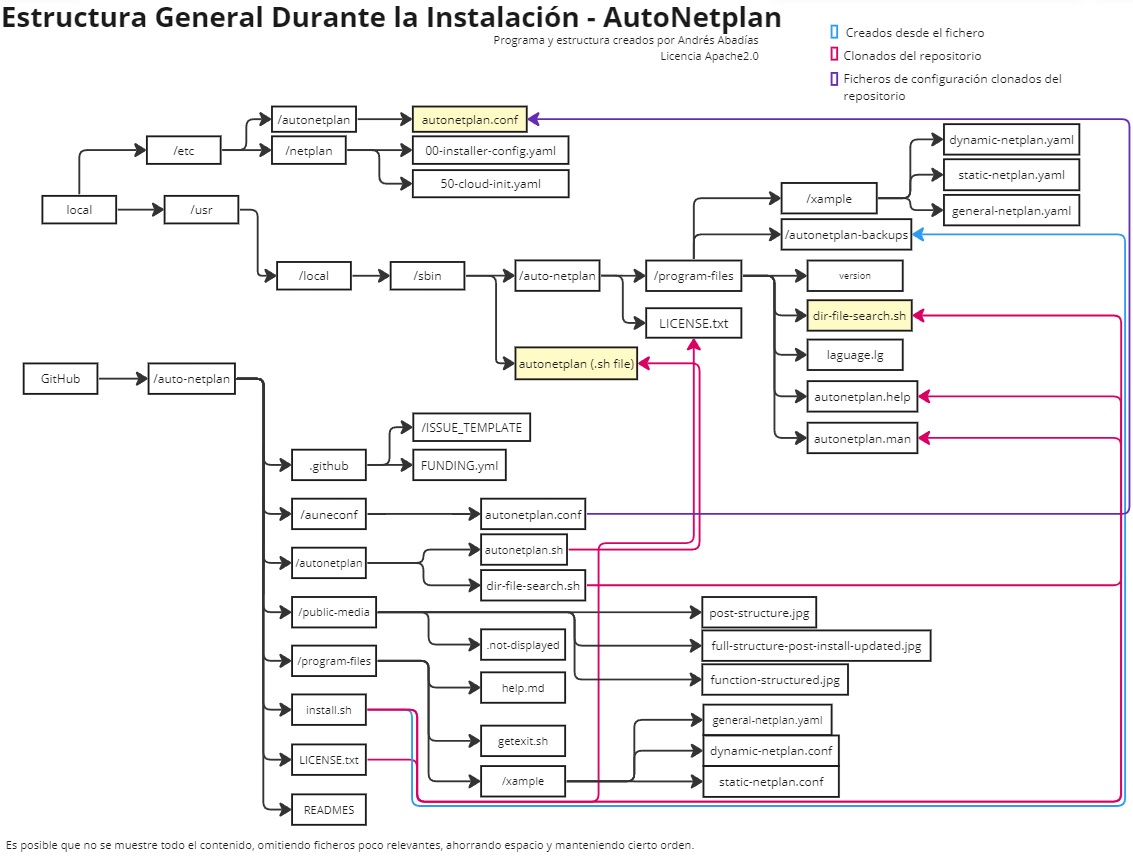 Estructura General Durante la Instalación - AutoNetplan
Programa y estructura creados por Andrés Abadías
Licencia Apache2.0
Creados desde el fichero
Clonados del repositorio
Ficheros de configuración clonados del
repositorio
/autonetplan
autonetplan.conf
/etc
/netplan
00-installer-config.yaml
50-cloud-init.yaml
local
/usr
dynamic-netplan.yaml
/xample
static-netplan.yaml
general-netplan.yaml
/autonetplan-backups
/local
/sbin
/auto-netplan
/program-files
version
LICENSE.txt
dir-file-search.sh
autonetplan (.sh file)
laguage.lg
autonetplan.help
autonetplan.man
GitHub
/auto-netplan
.github
/ISSUE_TEMPLATE
FUNDING.yml
/auneconf
autonetplan.conf
/autonetplan
autonetplan.sh
dir-file-search.sh
/public-media
post-structure.jpg
.not-displayed
full-structure-post-install-updated.jpg
function-structured.jpg
/program-files
help.md
install.sh
general-netplan.yaml
getexit.sh
dynamic-netplan.conf
LICENSE.txt
/xample
static-netplan.conf
READMES
Es posible que no se muestre todo el contenido, omitiendo ficheros poco relevantes, ahorrando espacio y manteniendo cierto orden.